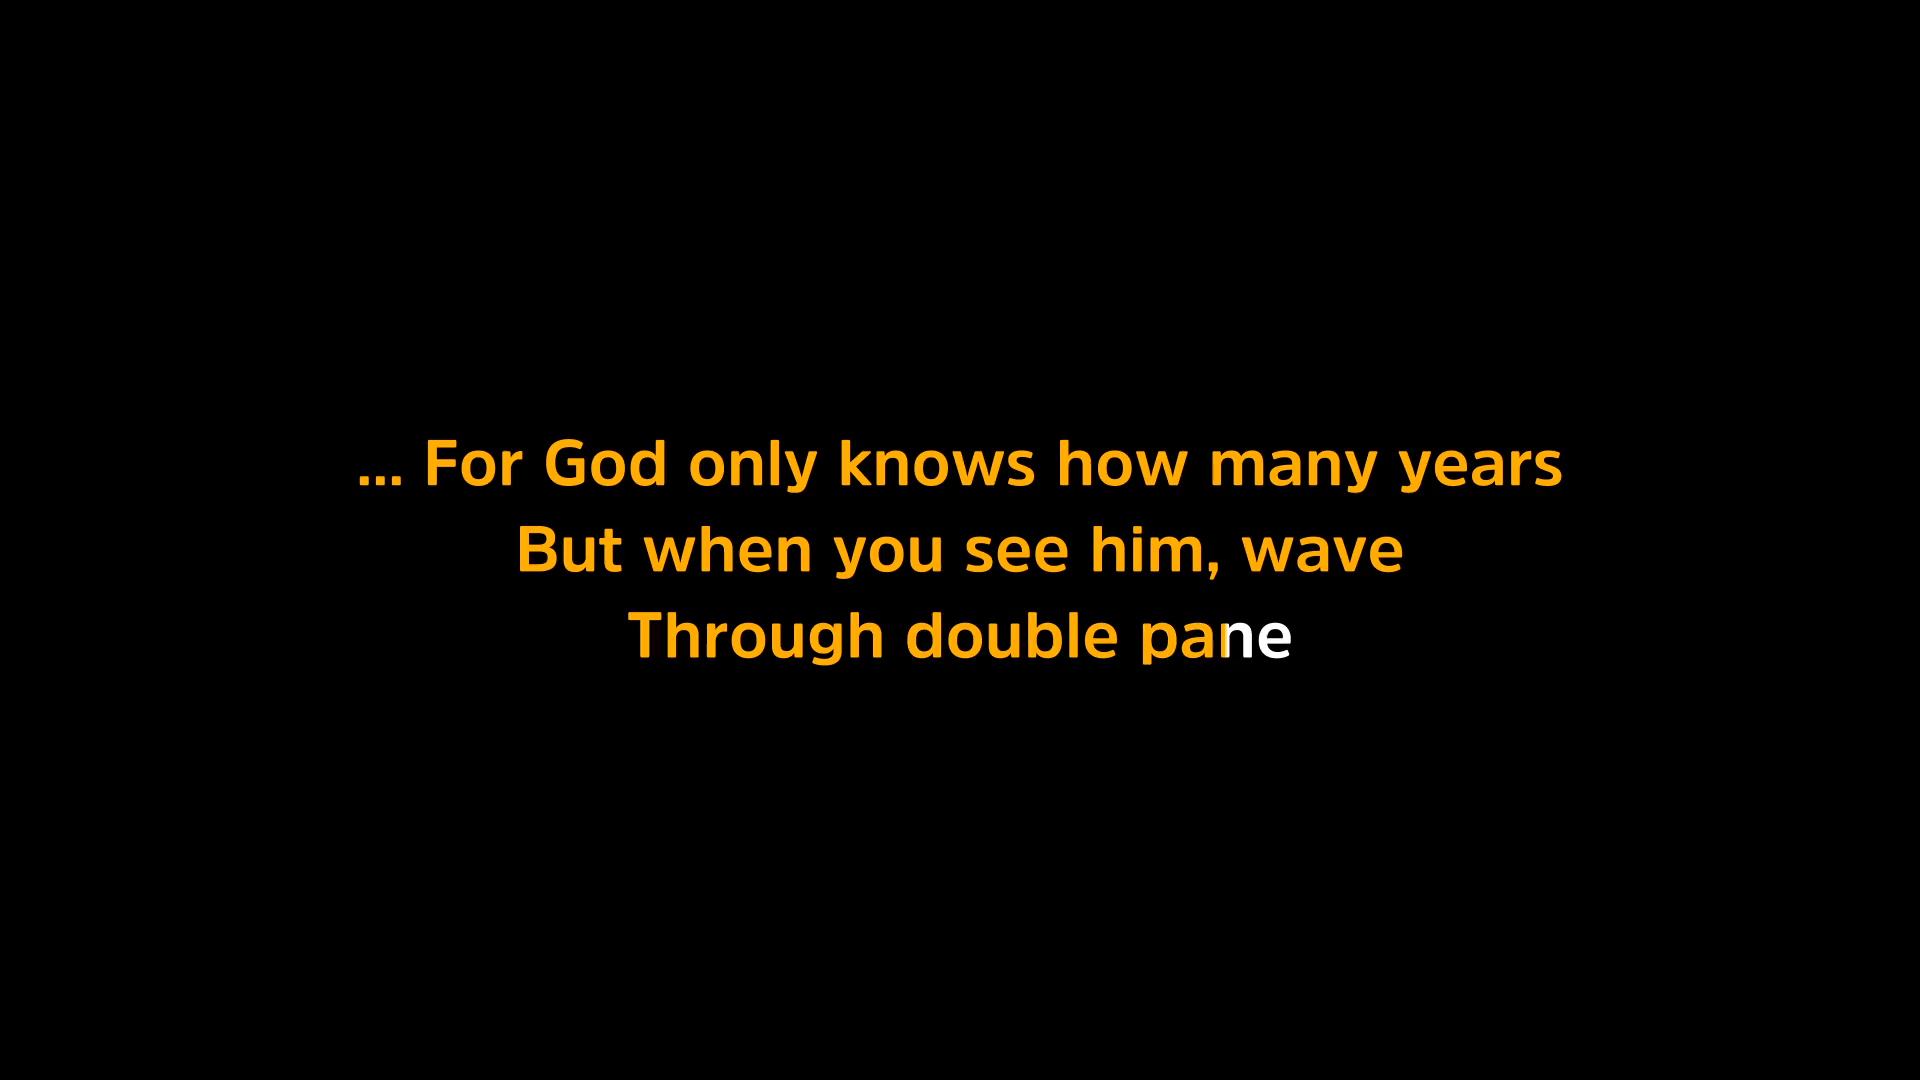 ... For God only knows how many years
But when you see him, wave
Through double pane